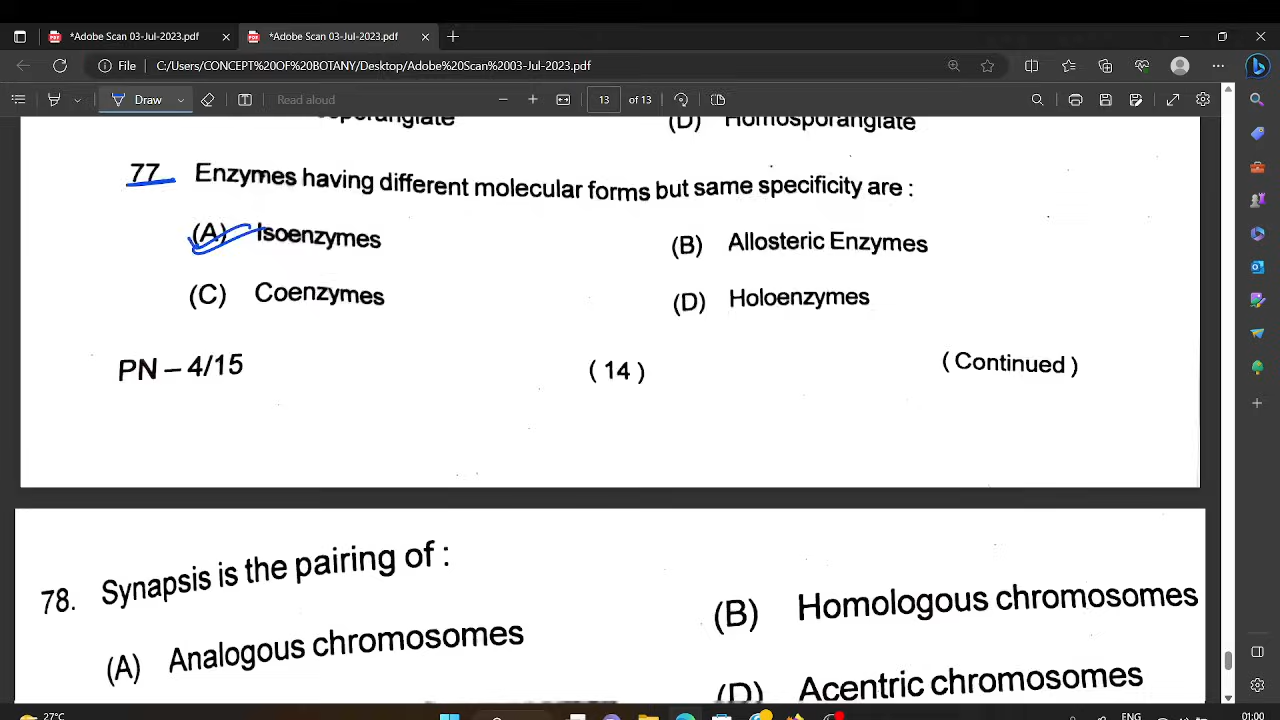 *Adobe Scan 03-Jul-2023.pdf
*Adobe Scan 03-Jul-2023.pdf
File C:/Users/CONCEPT%20OF%20BOTANY/Desktop/Adobe%20Scan%2003-Jul-2023.pdf
Draw Read aloud 13 of 13
(D) Homosporangiate
77 Enzymes having different molecular forms but same specificity are :
(A) Isoenzymes
(B) Allosteric Enzymes
(C) Coenzymes
(D) Holoenzymes
PN – 4/15 ( 14 ) ( Continued )
78. Synapsis is the pairing of :
(A) Analogous chromosomes
(B) Homologous chromosomes
(D) Acentric chromosomes
27°C ENG 01:00